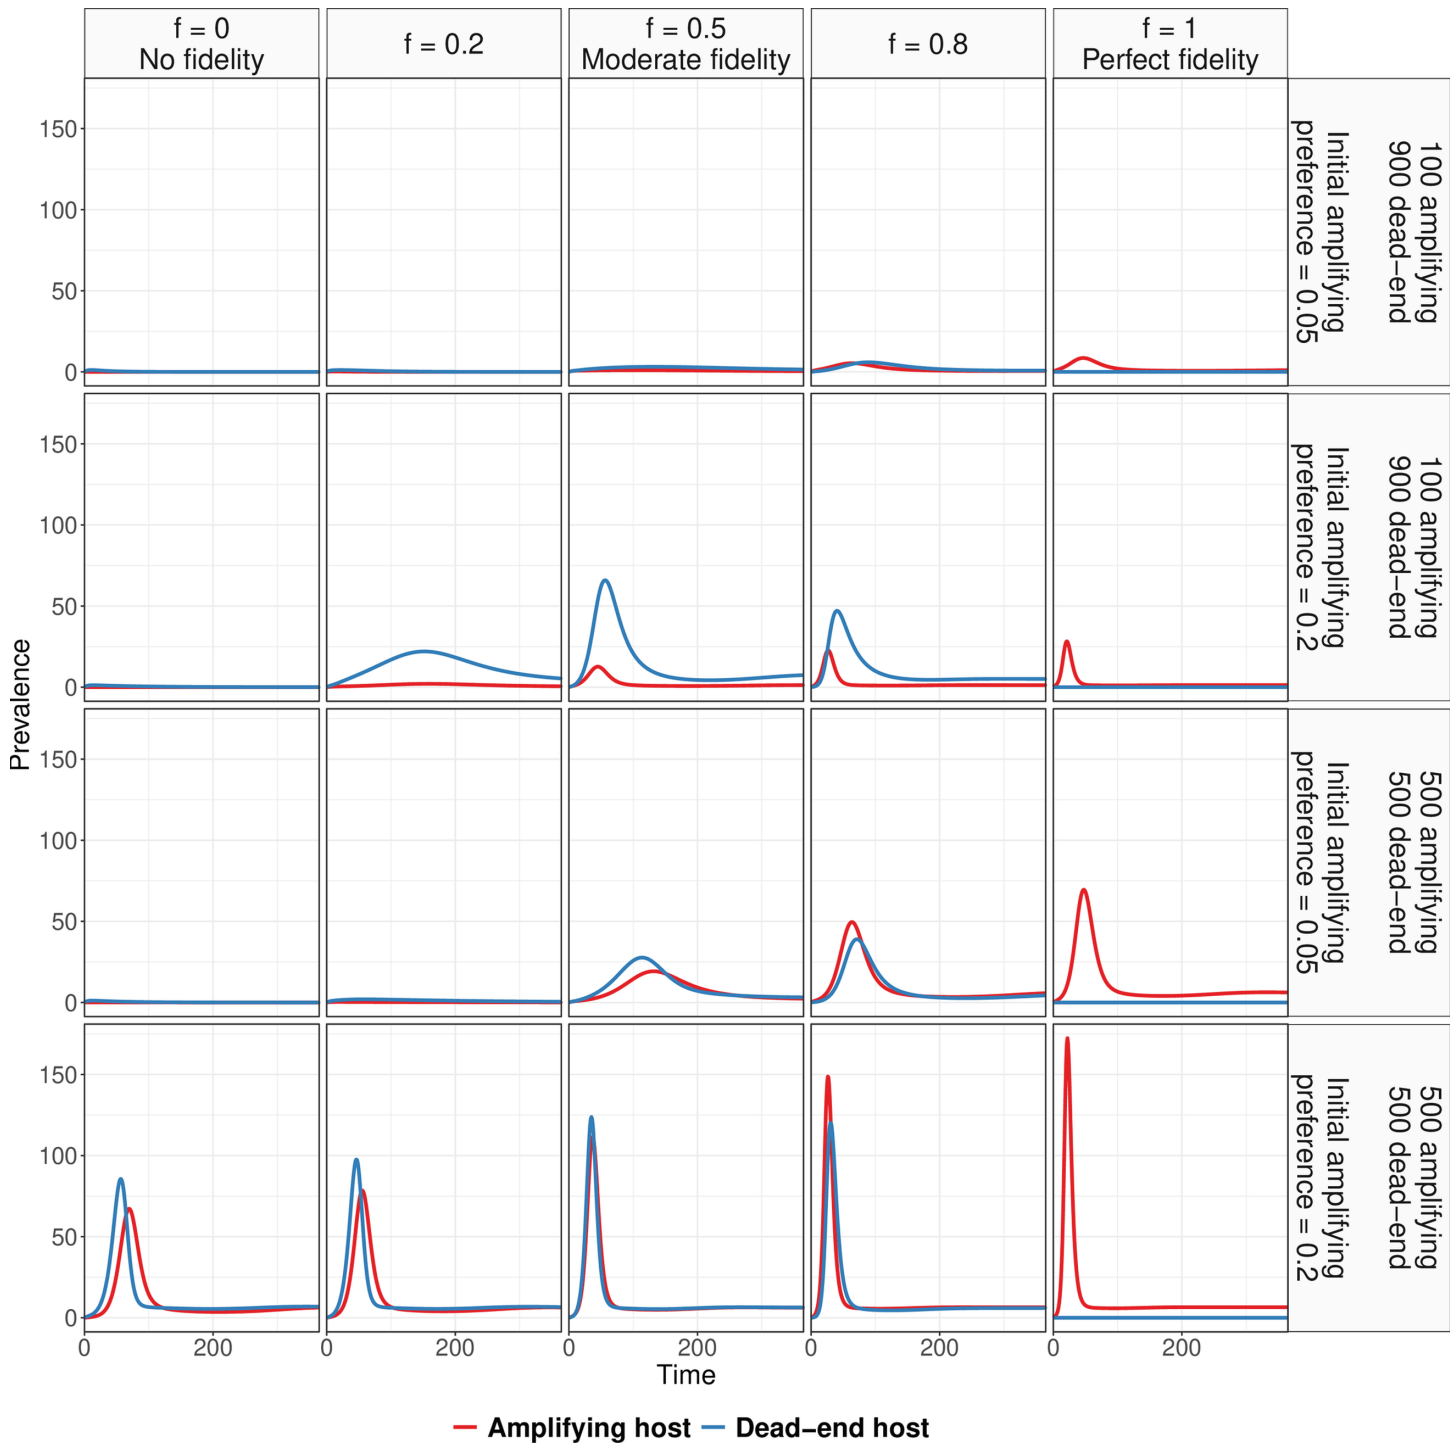 f = 0
No fidelity
f = 0.2
f = 0.5
Moderate fidelity
f = 0.8
f = 1
Perfect fidelity
150
100
50
0
100 amplifying
900 dead−end
Initial amplifying
preference = 0.05
150
100
50
0
100 amplifying
900 dead−end
Initial amplifying
preference = 0.2
Prevalence
150
100
50
0
500 amplifying
500 dead−end
Initial amplifying
preference = 0.05
150
100
50
0
500 amplifying
500 dead−end
Initial amplifying
preference = 0.2
0 200 0 200 0 200 0 200 0 200
Time
Amplifying host Dead−end host